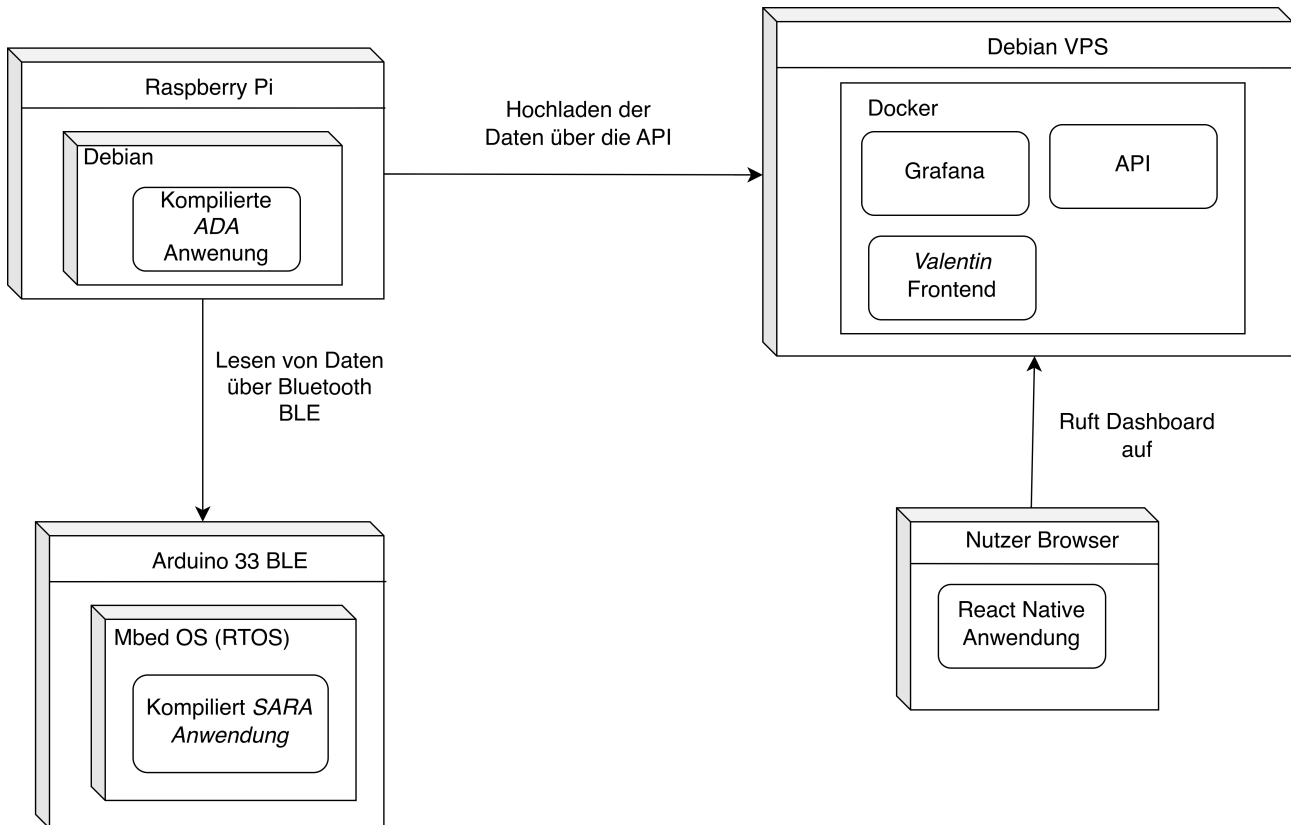 Raspberry Pi
Debian
Kompilierte
ADA
Anwenung
Hochladen der
Daten über die API
Debian VPS
Docker
Grafana
API
Valentin
Frontend
Lesen von Daten
über Bluetooth
BLE
Ruft Dashboard
auf
Arduino 33 BLE
Mbed OS (RTOS)
Kompiliert SARA
Anwendung
Nutzer Browser
React Native
Anwendung